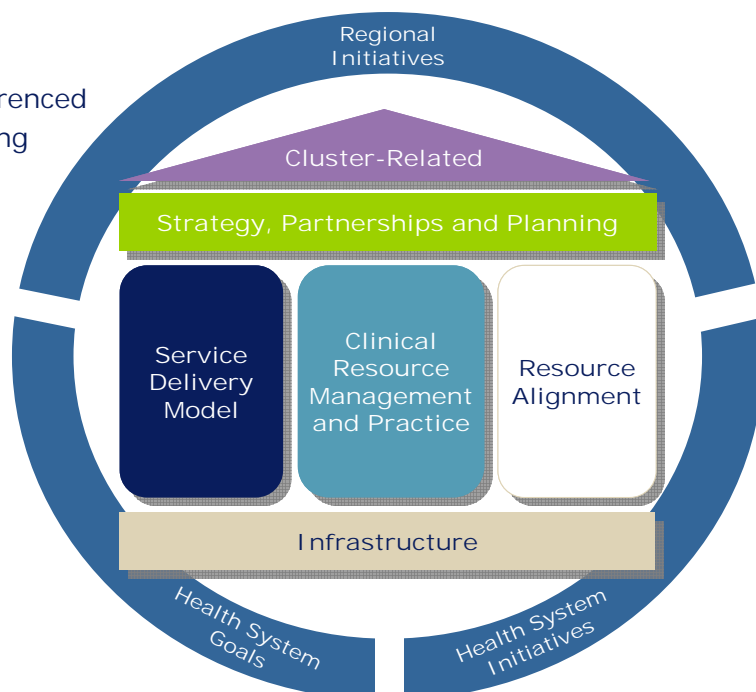 Regional
Initiatives
renced
ng
Cluster-Related
Strategy, Partnerships and Planning
Service
Delivery
Model
Clinical
Resource
Management
and Practice
Resource
Alignment
Infrastructure
Health System
Goals
Health System
Initiatives